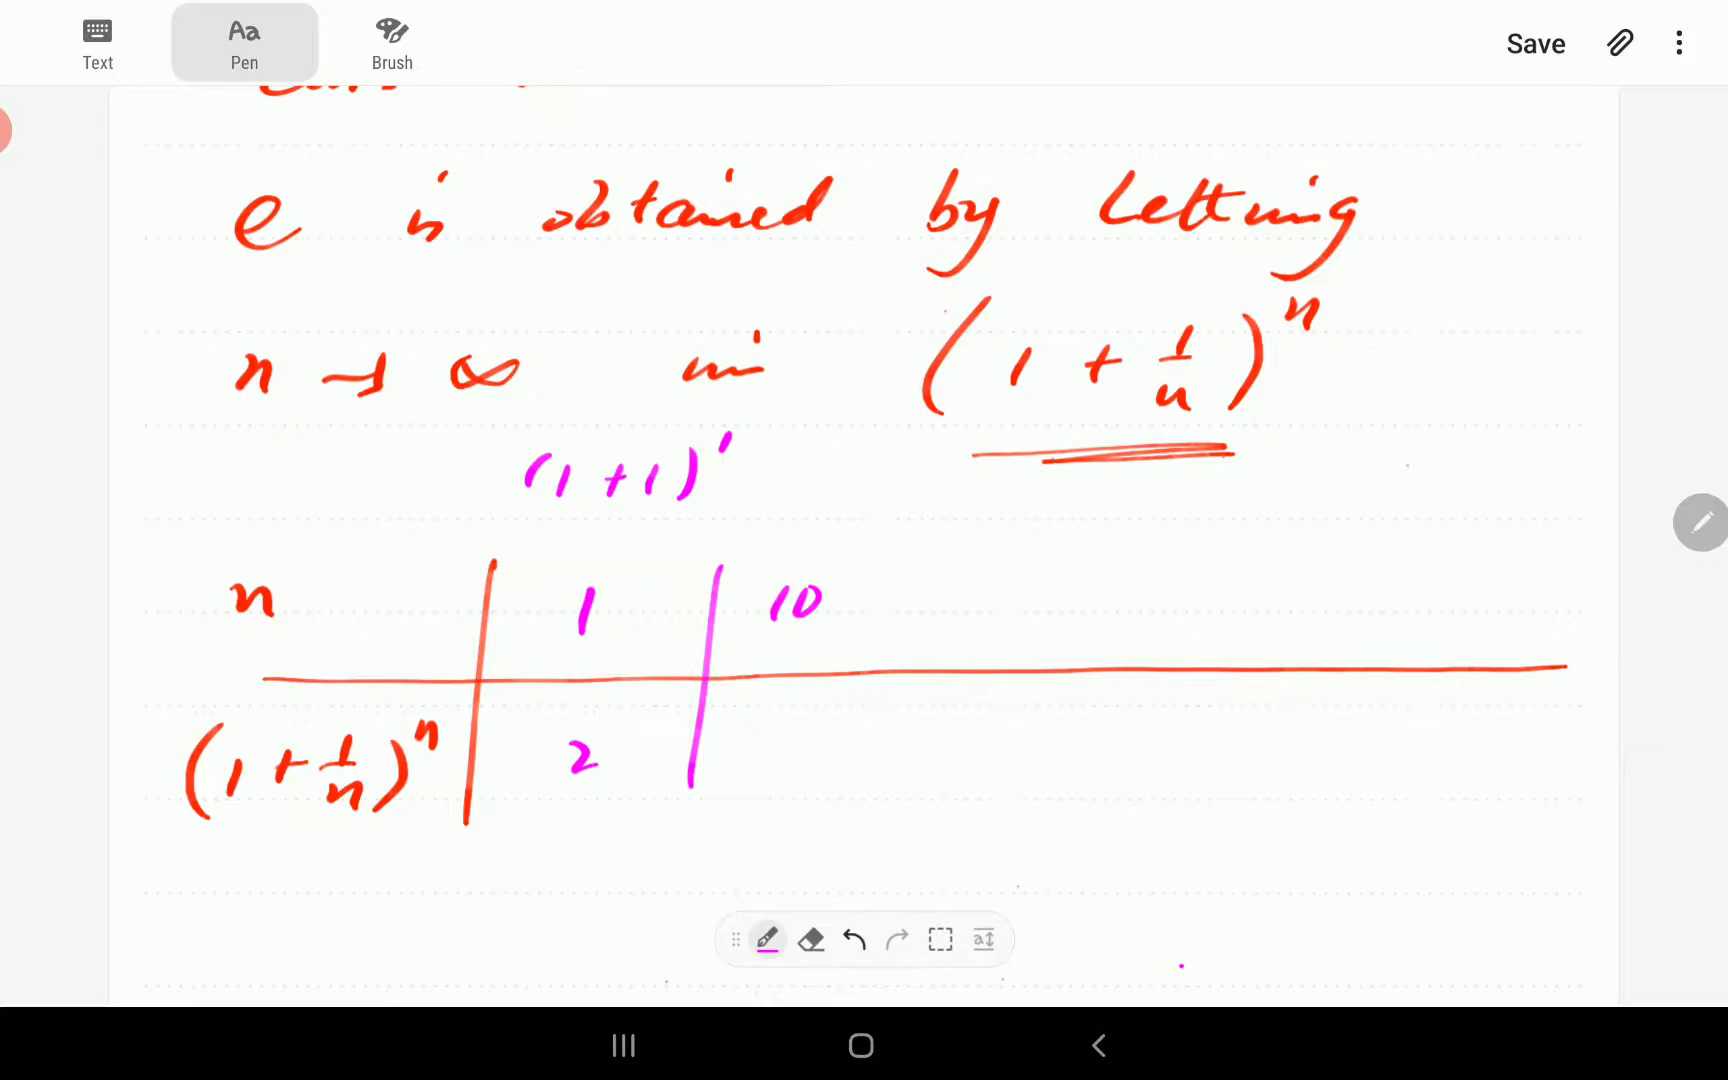 Text Aa Pen Brush Save
e is obtained by letting
n → ∞ in (1 + 1/n)^n
(1 + 1)^1
n | 1 | 10
(1 + 1/n)^n | 2 |